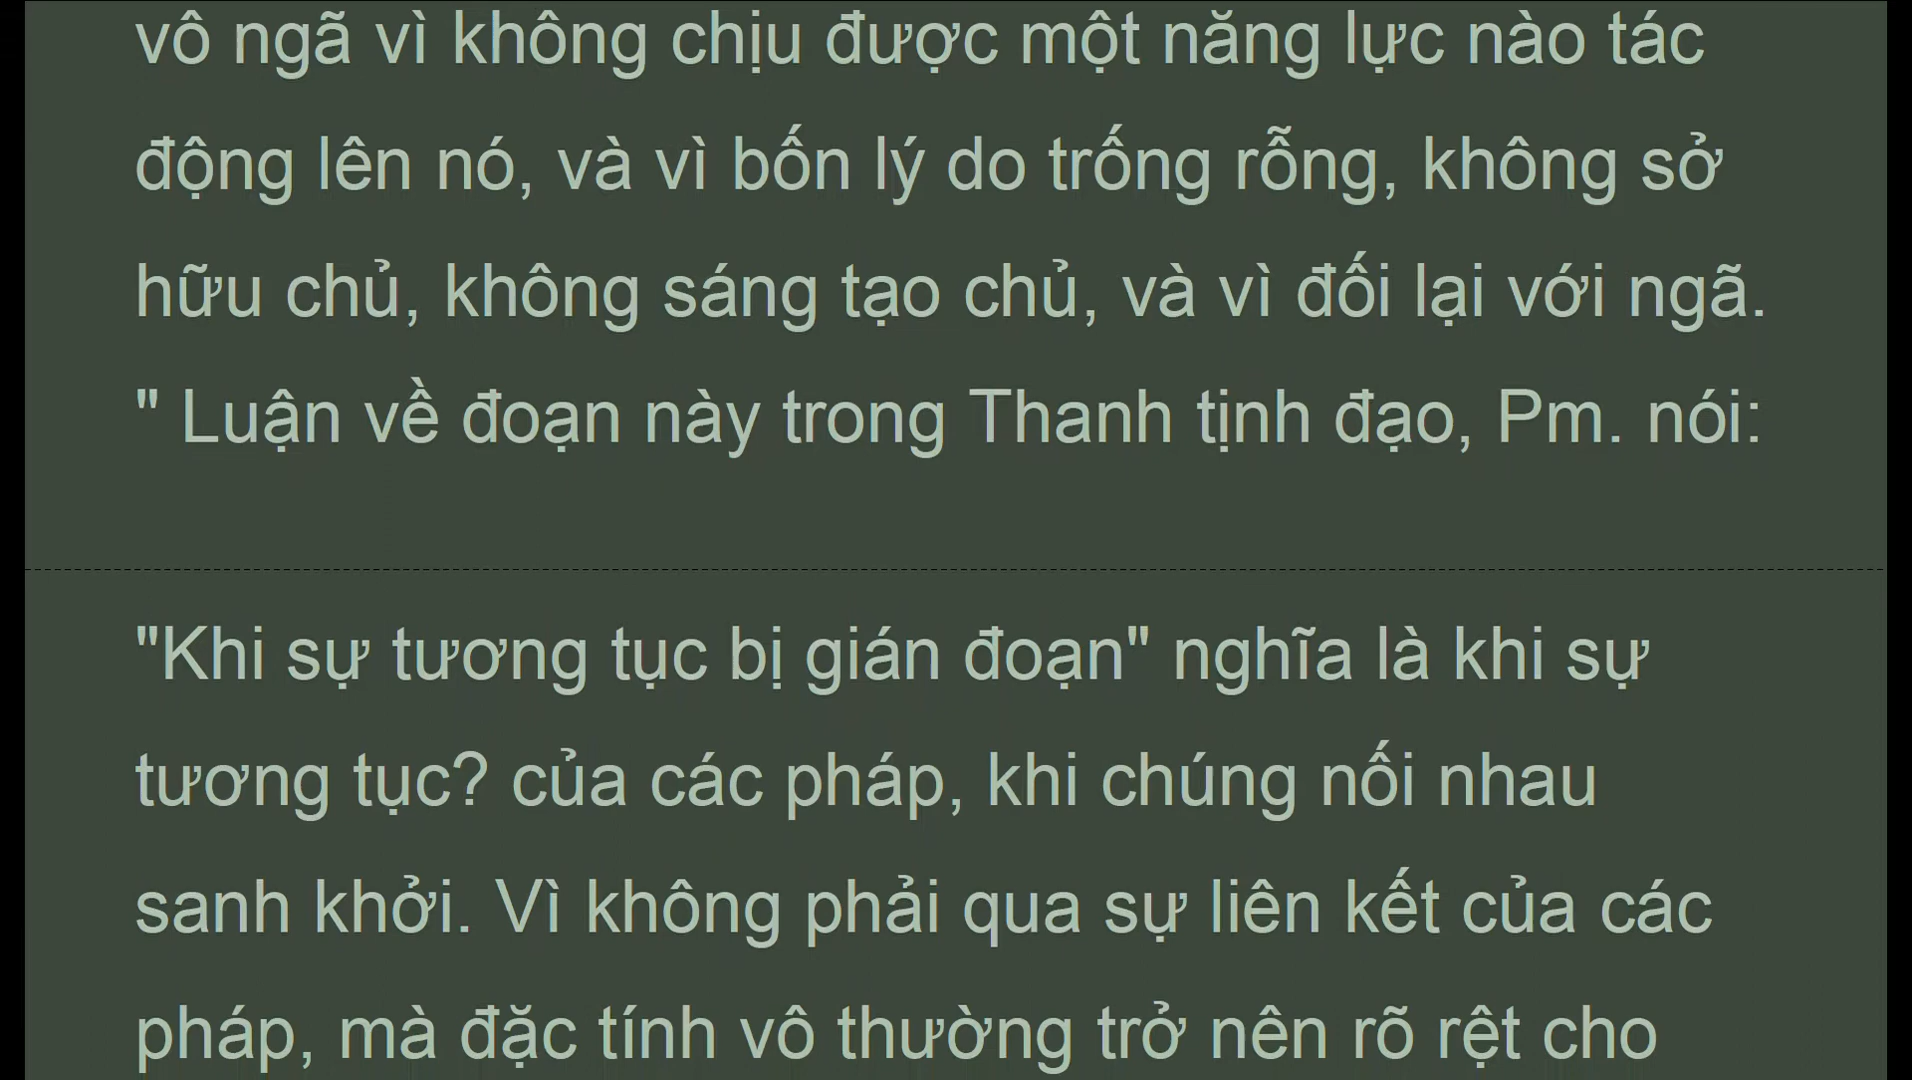 vô ngã vì không chịu được một năng lực nào tác
động lên nó, và vì bốn lý do trống rỗng, không sở
hữu chủ, không sáng tạo chủ, và vì đối lại với ngã.
" Luận về đoạn này trong Thanh tịnh đạo, Pm. nói:
"Khi sự tương tục bị gián đoạn" nghĩa là khi sự
tương tục? của các pháp, khi chúng nối nhau
sanh khởi. Vì không phải qua sự liên kết của các
pháp, mà đặc tính vô thường trở nên rõ rệt cho